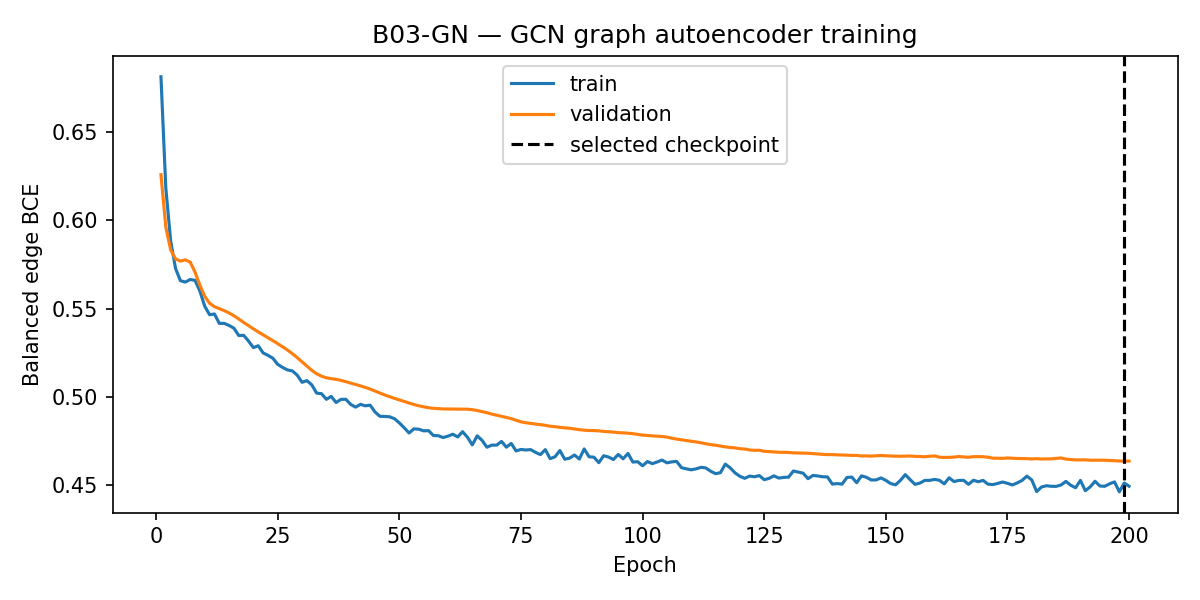 B03-GN — GCN graph autoencoder training
train
validation
selected checkpoint
Balanced edge BCE
0.65
0.60
0.55
0.50
0.45
0 25 50 75 100 125 150 175 200
Epoch